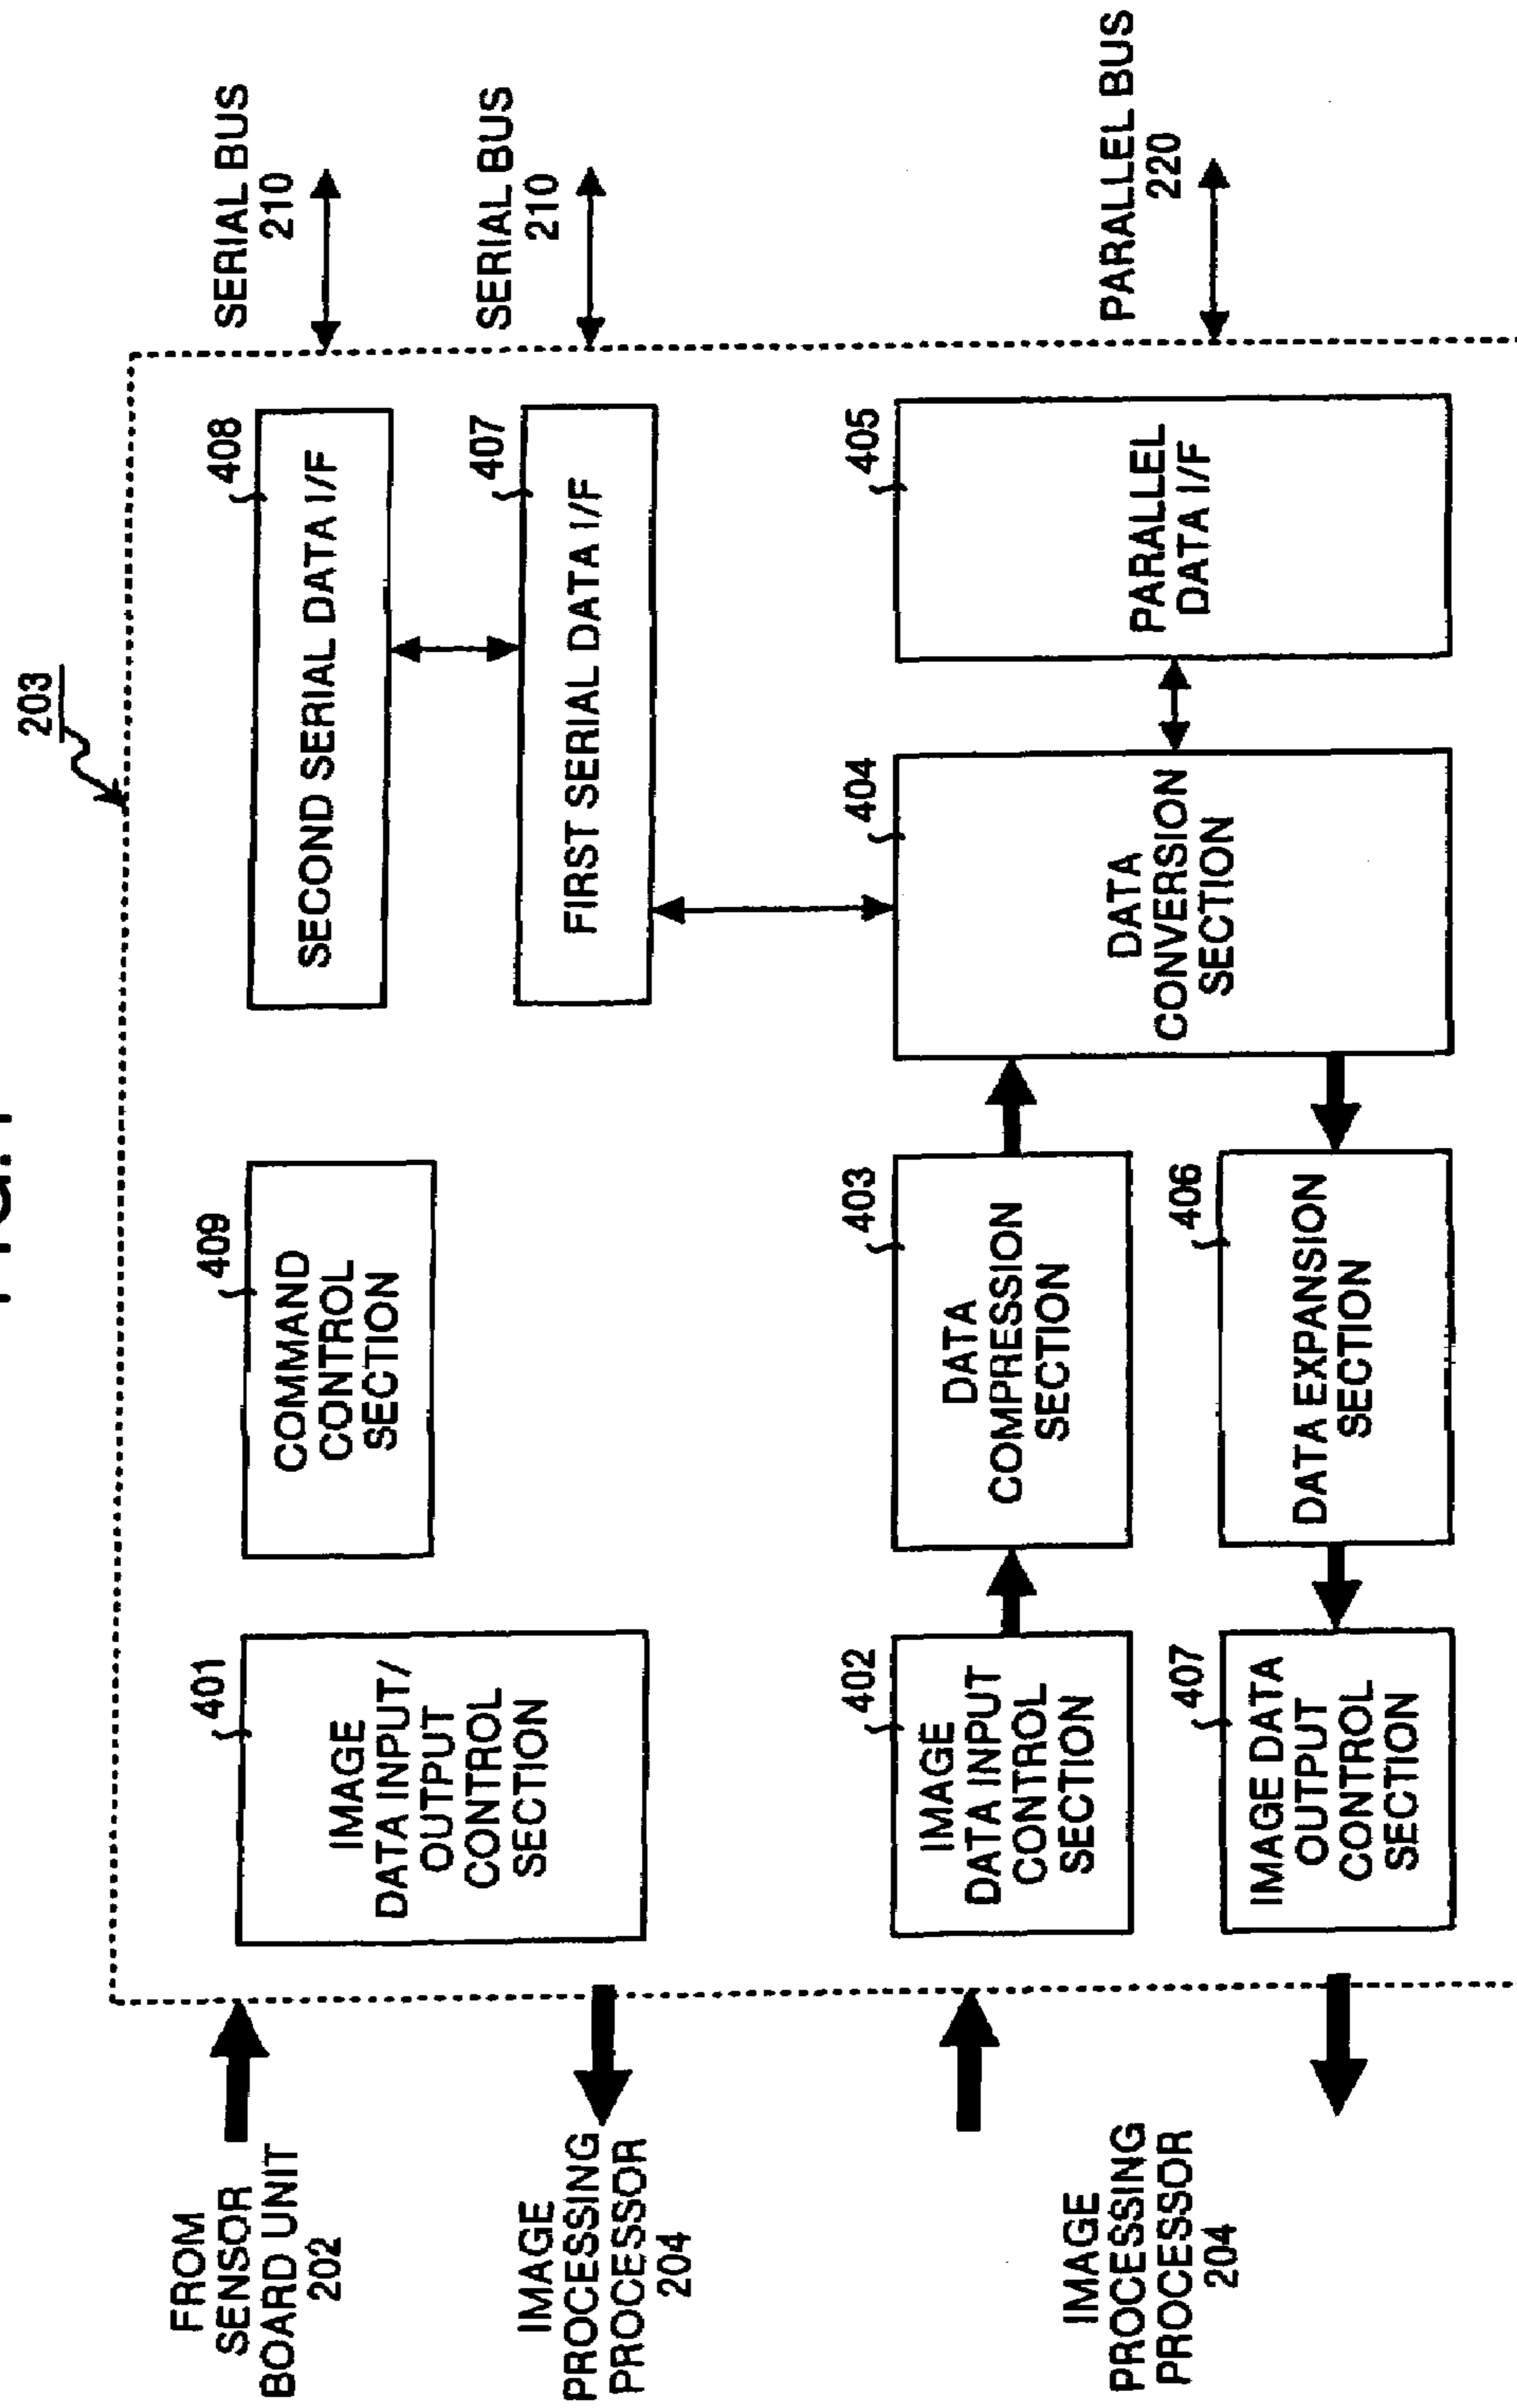 203
FROM
SENSOR
BOARD UNIT
202
IMAGE
PROCESSING
PROCESSOR
204
IMAGE
PROCESSING
PROCESSOR
204
401
IMAGE
DATA INPUT/
OUTPUT
CONTROL
SECTION
409
COMMAND
CONTROL
SECTION
408
SECOND SERIAL DATA I/F
407
FIRST SERIAL DATA I/F
SERIAL BUS
210
SERIAL BUS
210
402
IMAGE
DATA INPUT
CONTROL
SECTION
403
DATA
COMPRESSION
SECTION
404
DATA
CONVERSION
SECTION
405
PARALLEL
DATA I/F
PARALLEL BUS
220
407
IMAGE DATA
OUTPUT
CONTROL
SECTION
406
DATA EXPANSION
SECTION